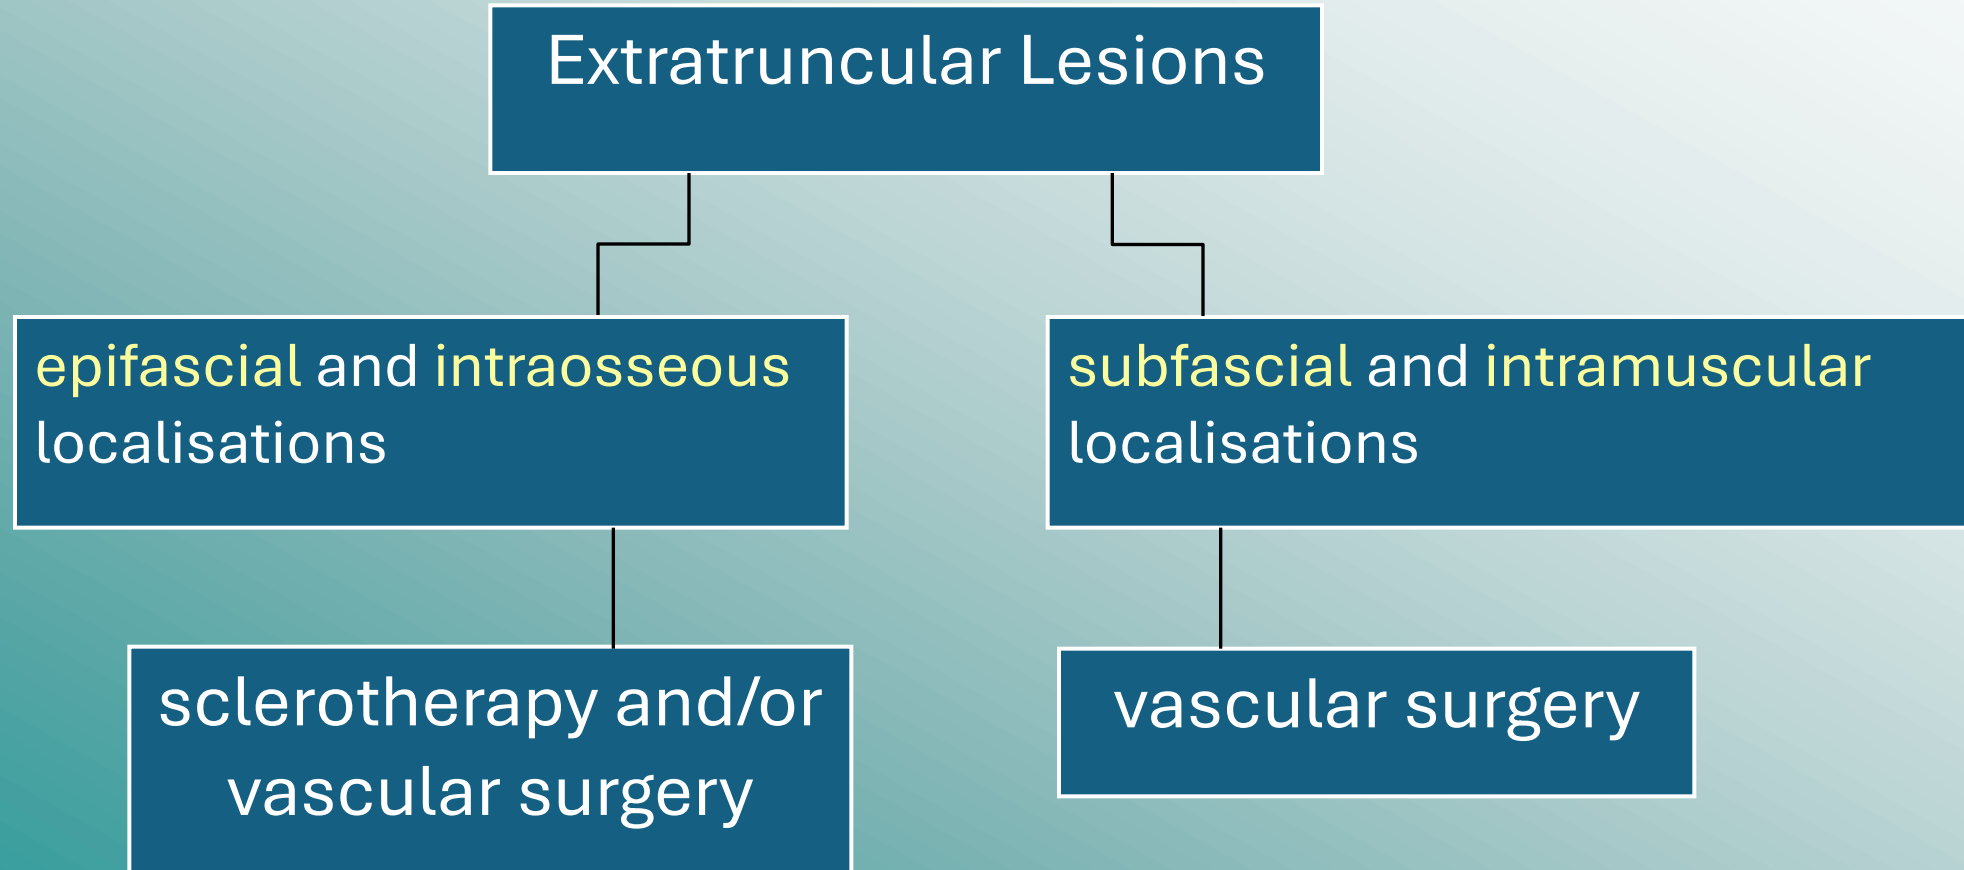 Extratruncular Lesions
epifascial and intraosseous
localisations
subfascial and intramuscular
localisations
sclerotherapy and/or
vascular surgery
vascular surgery